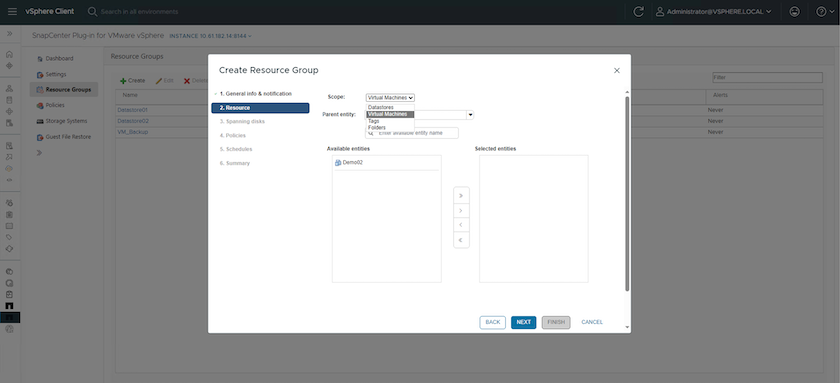 vSphere Client
Search in all environments
Administrator@VSPHERE.LOCAL
SnapCenter Plug-in for VMware vSphere
INSTANCE 10.61.182.14:8144
Dashboard
Settings
Resource Groups
Policies
Storage Systems
Guest File Restore
Resource Groups
Create
Edit
Delete
Filter
Name
Alerts
Datastore01
Never
Datastore02
Never
VM_Backup
Never
Create Resource Group
1. General info & notification
2. Resource
3. Spanning disks
4. Policies
5. Schedules
6. Summary
Scope:
Virtual Machines
Datastores
Virtual Machines
Tags
Folders
Parent entity:
Enter available entity name
Available entities
Selected entities
Demo02
BACK
NEXT
FINISH
CANCEL